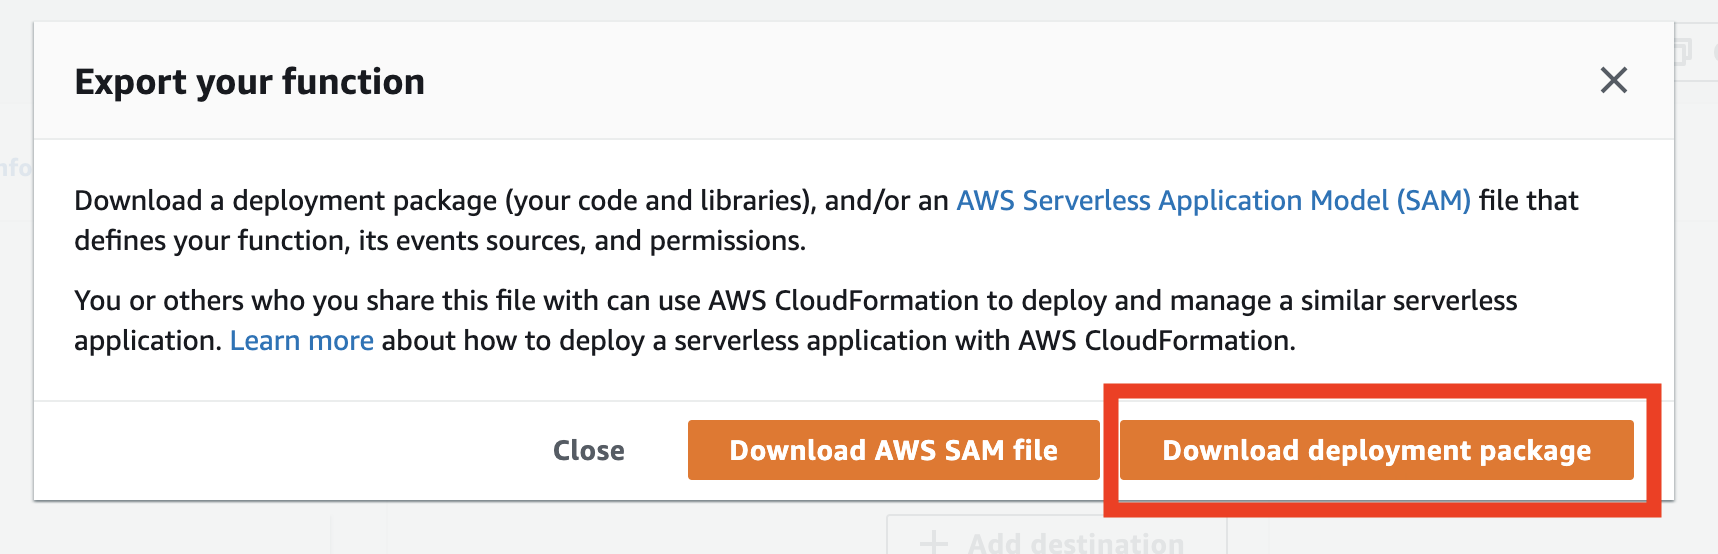 Export your function
nfo
Download a deployment package (your code and libraries), and/or an AWS Serverless Application Model (SAM) file that
defines your function, its events sources, and permissions.
You or others who you share this file with can use AWS CloudFormation to deploy and manage a similar serverless
application. Learn more about how to deploy a serverless application with AWS CloudFormation.
Close
Download AWS SAM file
Download deployment package
Add destination